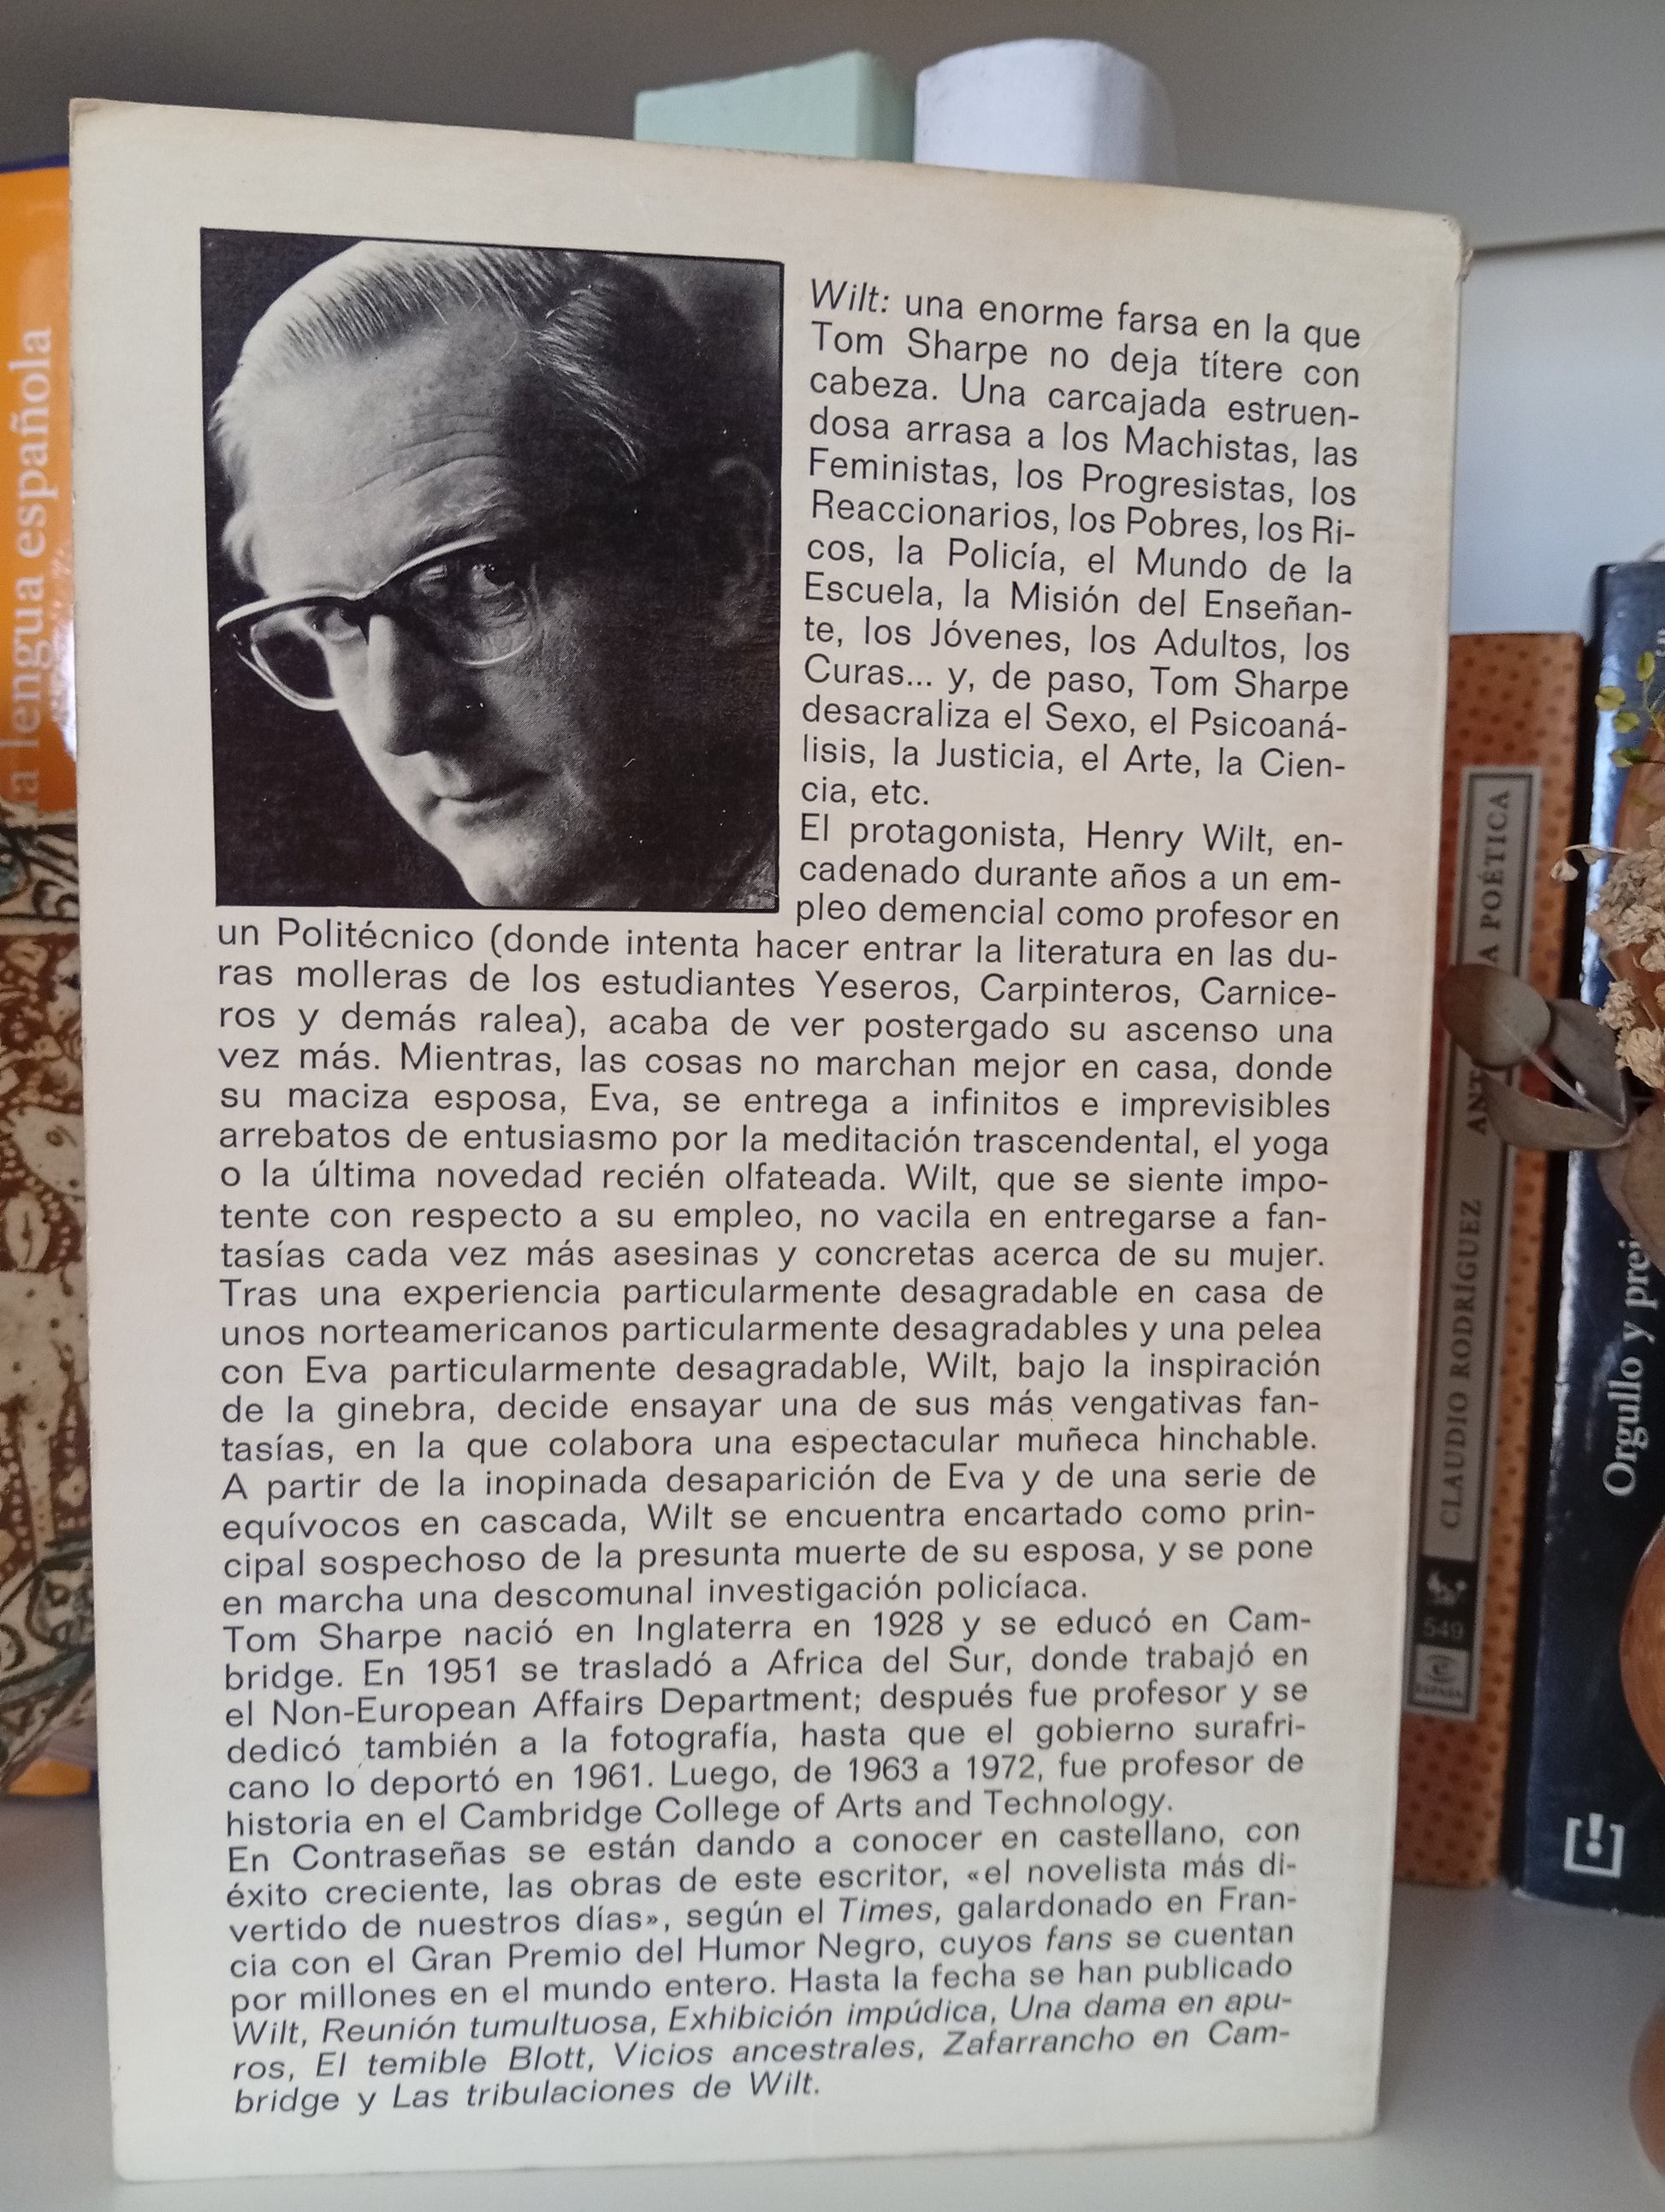 la lengua española
Wilt: una enorme farsa en la que
Tom Sharpe no deja títere con
cabeza. Una carcajada estruen-
dosa arrasa a los Machistas, las
Feministas, los Progresistas, los
Reaccionarios, los Pobres, los Ri-
cos, la Policía, el Mundo de la
Escuela, la Misión del Enseñan-
te, los Jóvenes, los Adultos, los
Curas... y, de paso, Tom Sharpe
desacraliza el Sexo, el Psicoaná-
lisis, la Justicia, el Arte, la Cien-
cia, etc.
El protagonista, Henry Wilt, en-
cadenado durante años a un em-
pleo demencial como profesor en
un Politécnico (donde intenta hacer entrar la literatura en las du-
ras molleras de los estudiantes Yeseros, Carpinteros, Carnice-
ros y demás ralea), acaba de ver postergado su ascenso una
vez más. Mientras, las cosas no marchan mejor en casa, donde
su maciza esposa, Eva, se entrega a infinitos e imprevisibles
arrebatos de entusiasmo por la meditación trascendental, el yoga
o la última novedad recién olfateada. Wilt, que se siente impo-
tente con respecto a su empleo, no vacila en entregarse a fan-
tasías cada vez más asesinas y concretas acerca de su mujer.
Tras una experiencia particularmente desagradable en casa de
unos norteamericanos particularmente desagradables y una pelea
con Eva particularmente desagradable, Wilt, bajo la inspiración
de la ginebra, decide ensayar una de sus más vengativas fan-
tasías, en la que colabora una espectacular muñeca hinchable.
A partir de la inopinada desaparición de Eva y de una serie de
equívocos en cascada, Wilt se encuentra encartado como prin-
cipal sospechoso de la presunta muerte de su esposa, y se pone
en marcha una descomunal investigación policíaca.
Tom Sharpe nació en Inglaterra en 1928 y se educó en Cam-
bridge. En 1951 se trasladó a Africa del Sur, donde trabajó en
el Non-European Affairs Department; después fue profesor y se
dedicó también a la fotografía, hasta que el gobierno surafri-
cano lo deportó en 1961. Luego, de 1963 a 1972, fue profesor de
historia en el Cambridge College of Arts and Technology.
En Contraseñas se están dando a conocer en castellano, con
éxito creciente, las obras de este escritor, «el novelista más di-
vertido de nuestros días», según el Times, galardonado en Fran-
cia con el Gran Premio del Humor Negro, cuyos fans se cuentan
por millones en el mundo entero. Hasta la fecha se han publicado
Wilt, Reunión tumultuosa, Exhibición impúdica, Una dama en apu-
ros, El temible Blott, Vicios ancestrales, Zafarrancho en Cam-
bridge y Las tribulaciones de Wilt.
CLAUDIO RODRÍGUEZ ANT A POÉTICA
549
Orgullo y prej